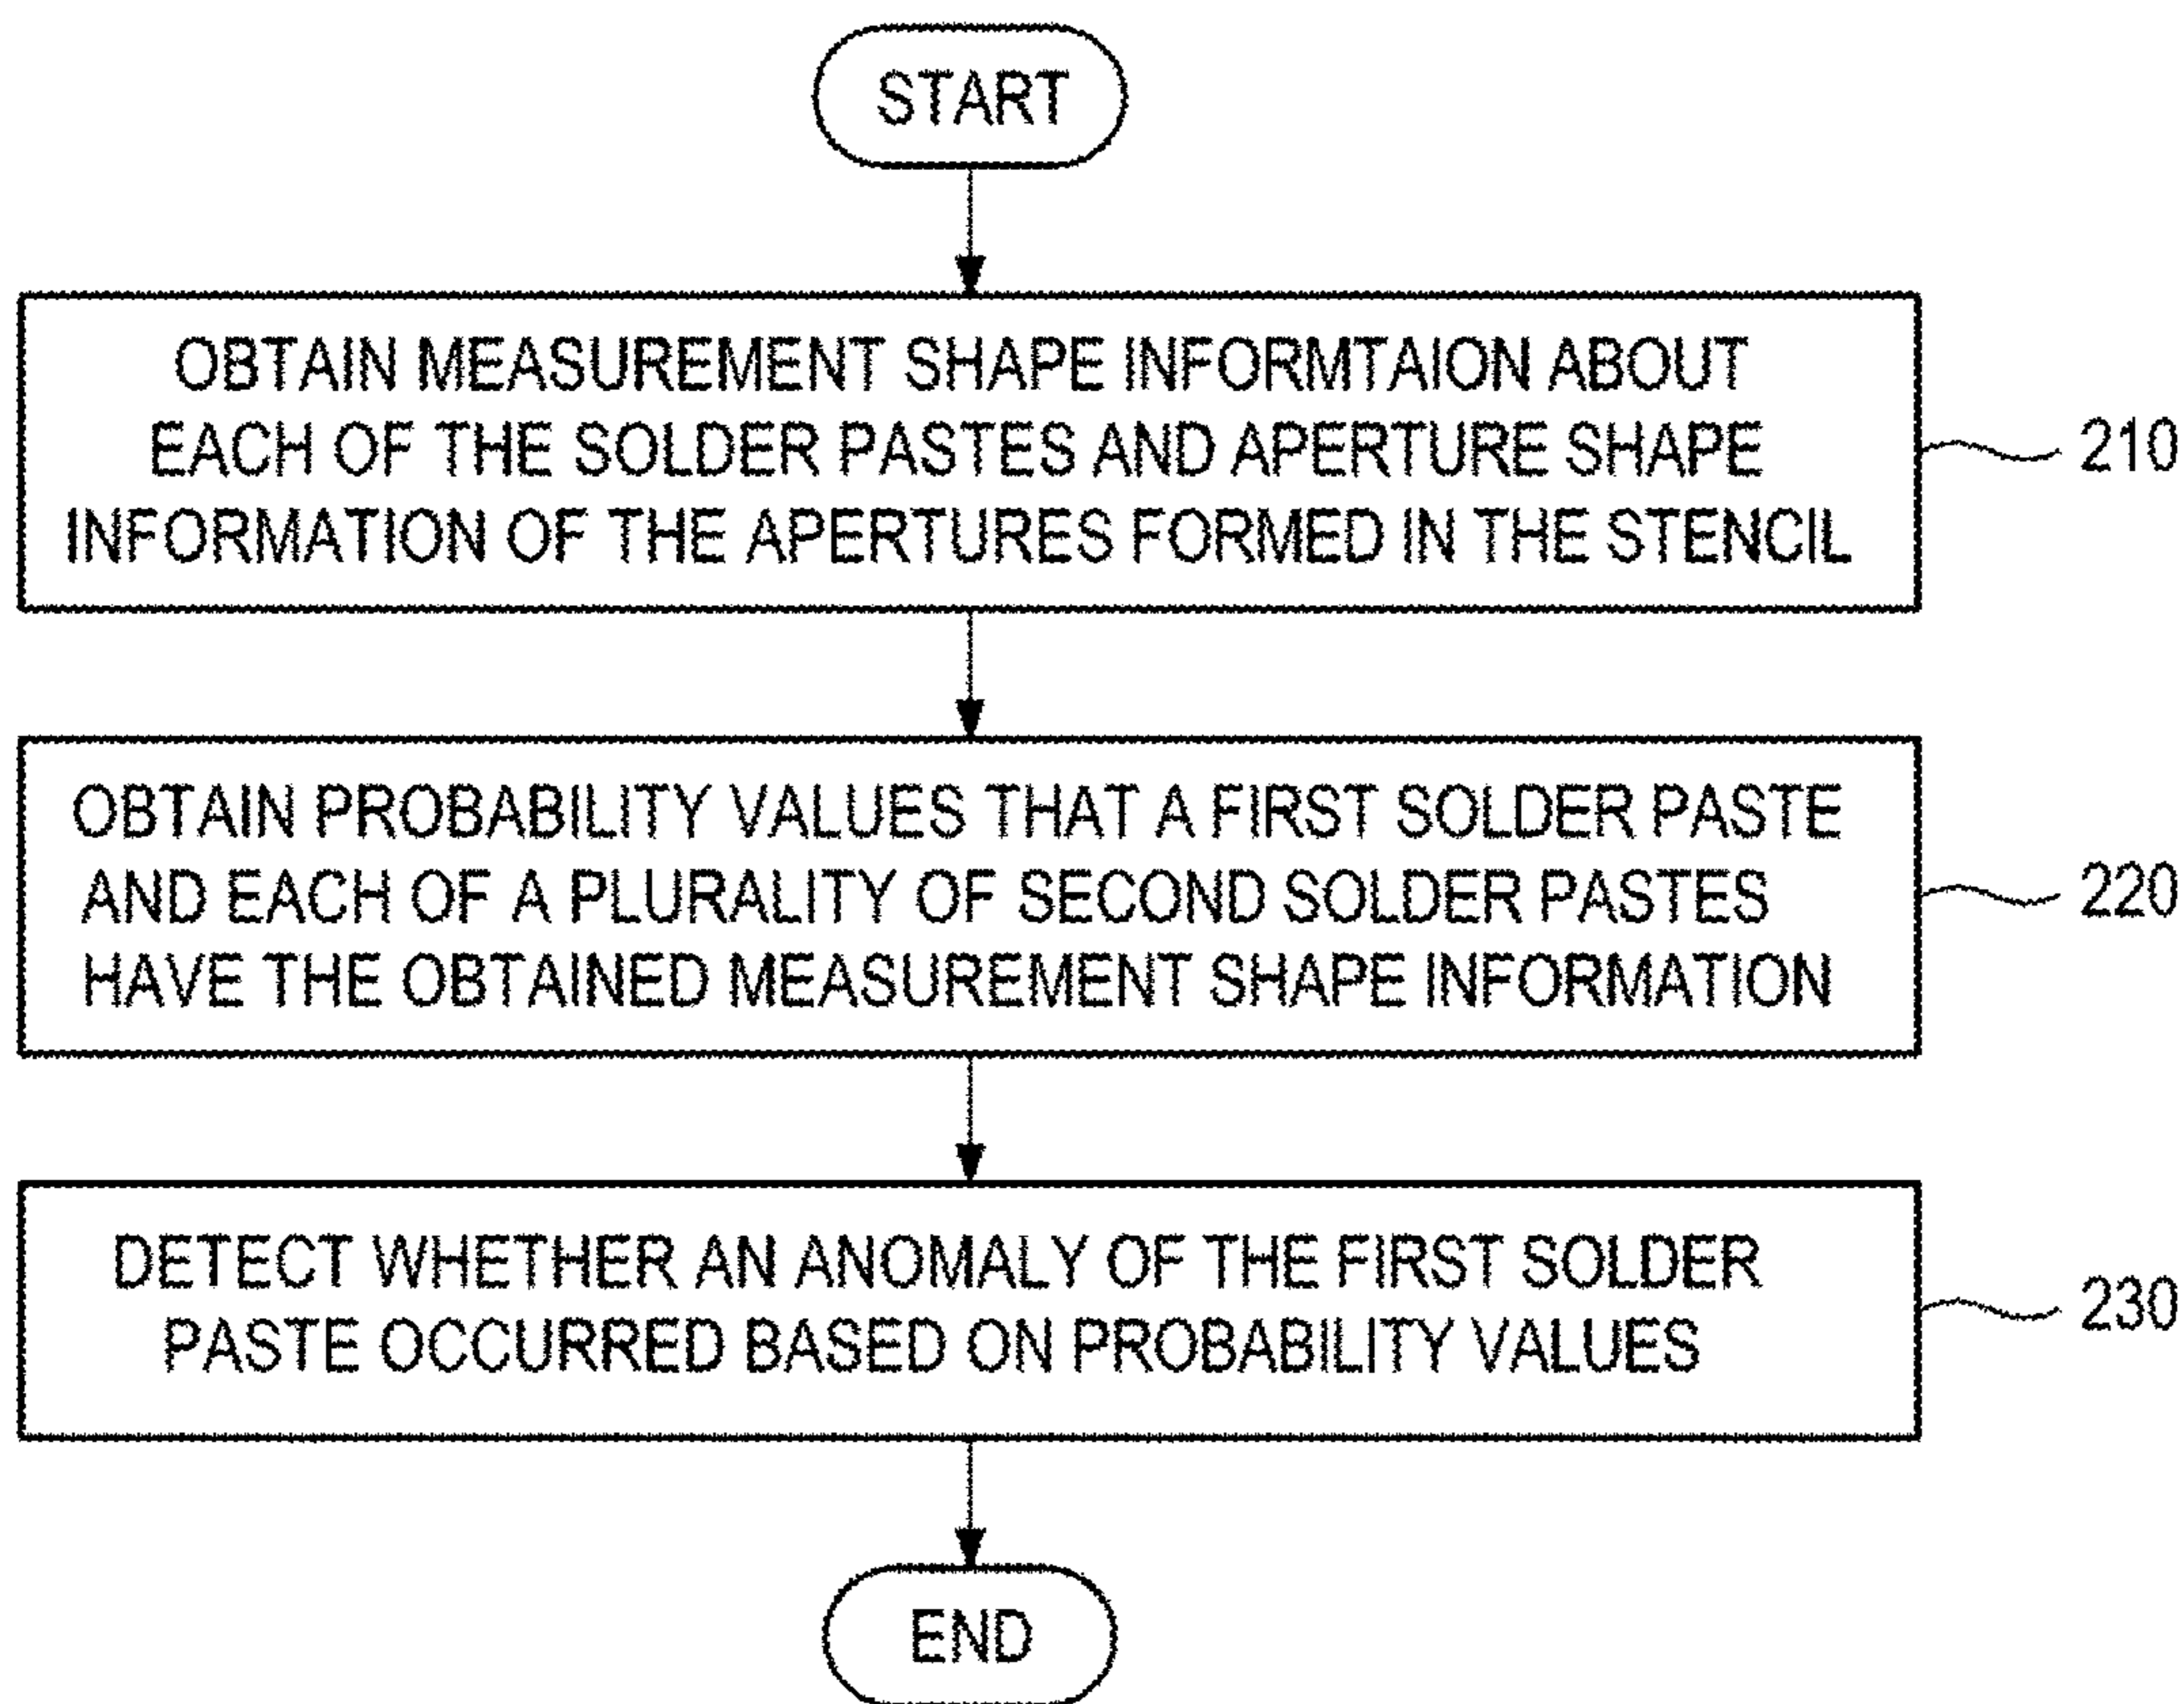 START
OBTAIN MEASUREMENT SHAPE INFORMTAION ABOUT
EACH OF THE SOLDER PASTES AND APERTURE SHAPE
INFORMATION OF THE APERTURES FORMED IN THE STENCIL
210
OBTAIN PROBABILITY VALUES THAT A FIRST SOLDER PASTE
AND EACH OF A PLURALITY OF SECOND SOLDER PASTES
HAVE THE OBTAINED MEASUREMENT SHAPE INFORMATION
220
DETECT WHETHER AN ANOMALY OF THE FIRST SOLDER
PASTE OCCURRED BASED ON PROBABILITY VALUES
230
END